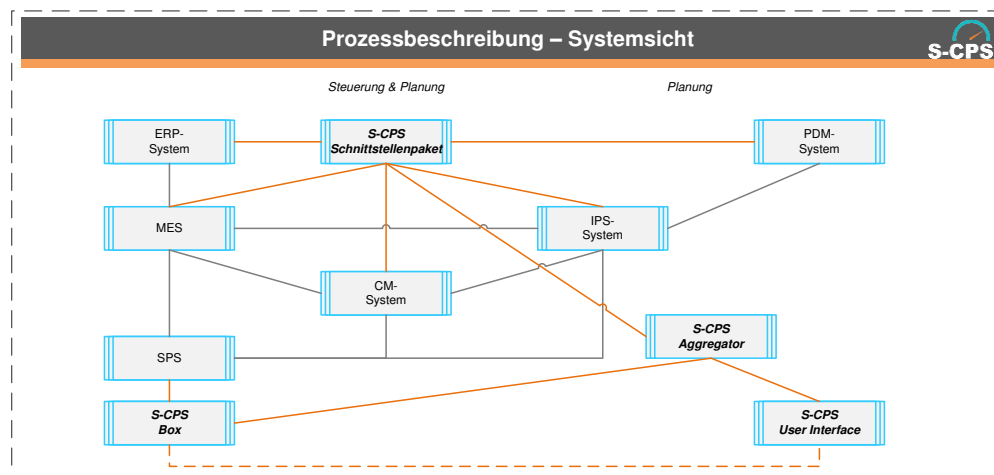 Prozessbeschreibung – Systemsicht
S-CPS
Steuerung & Planung
Planung
ERP-
System
S-CPS
Schnittstellenpaket
PDM-
System
MES
IPS-
System
CM-
System
S-CPS
Aggregator
SPS
S-CPS
Box
S-CPS
User Interface